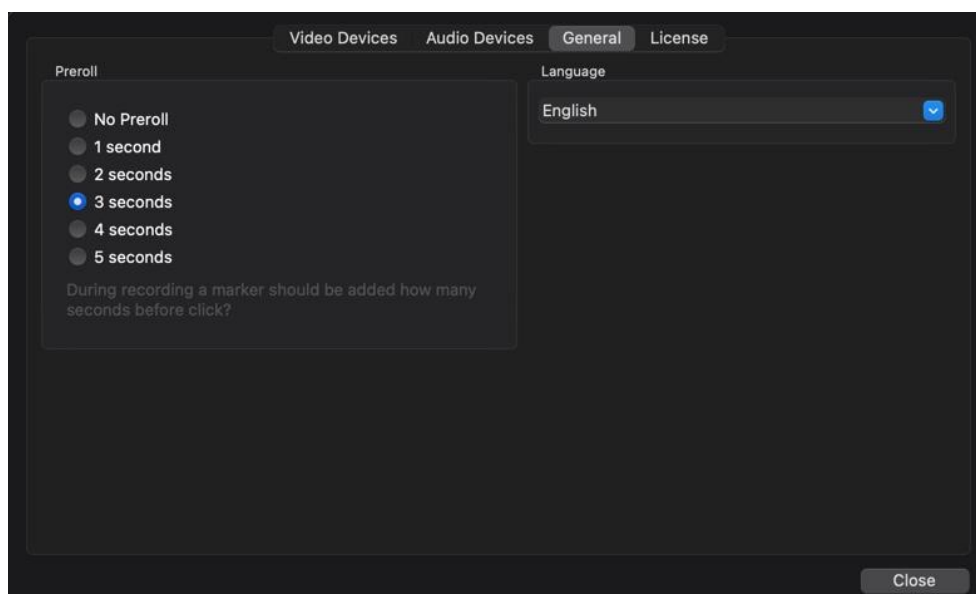 Video Devices Audio Devices General License
Preroll
No Preroll
1 second
2 seconds
3 seconds
4 seconds
5 seconds
During recording a marker should be added how many
seconds before click?
Language
English
Close